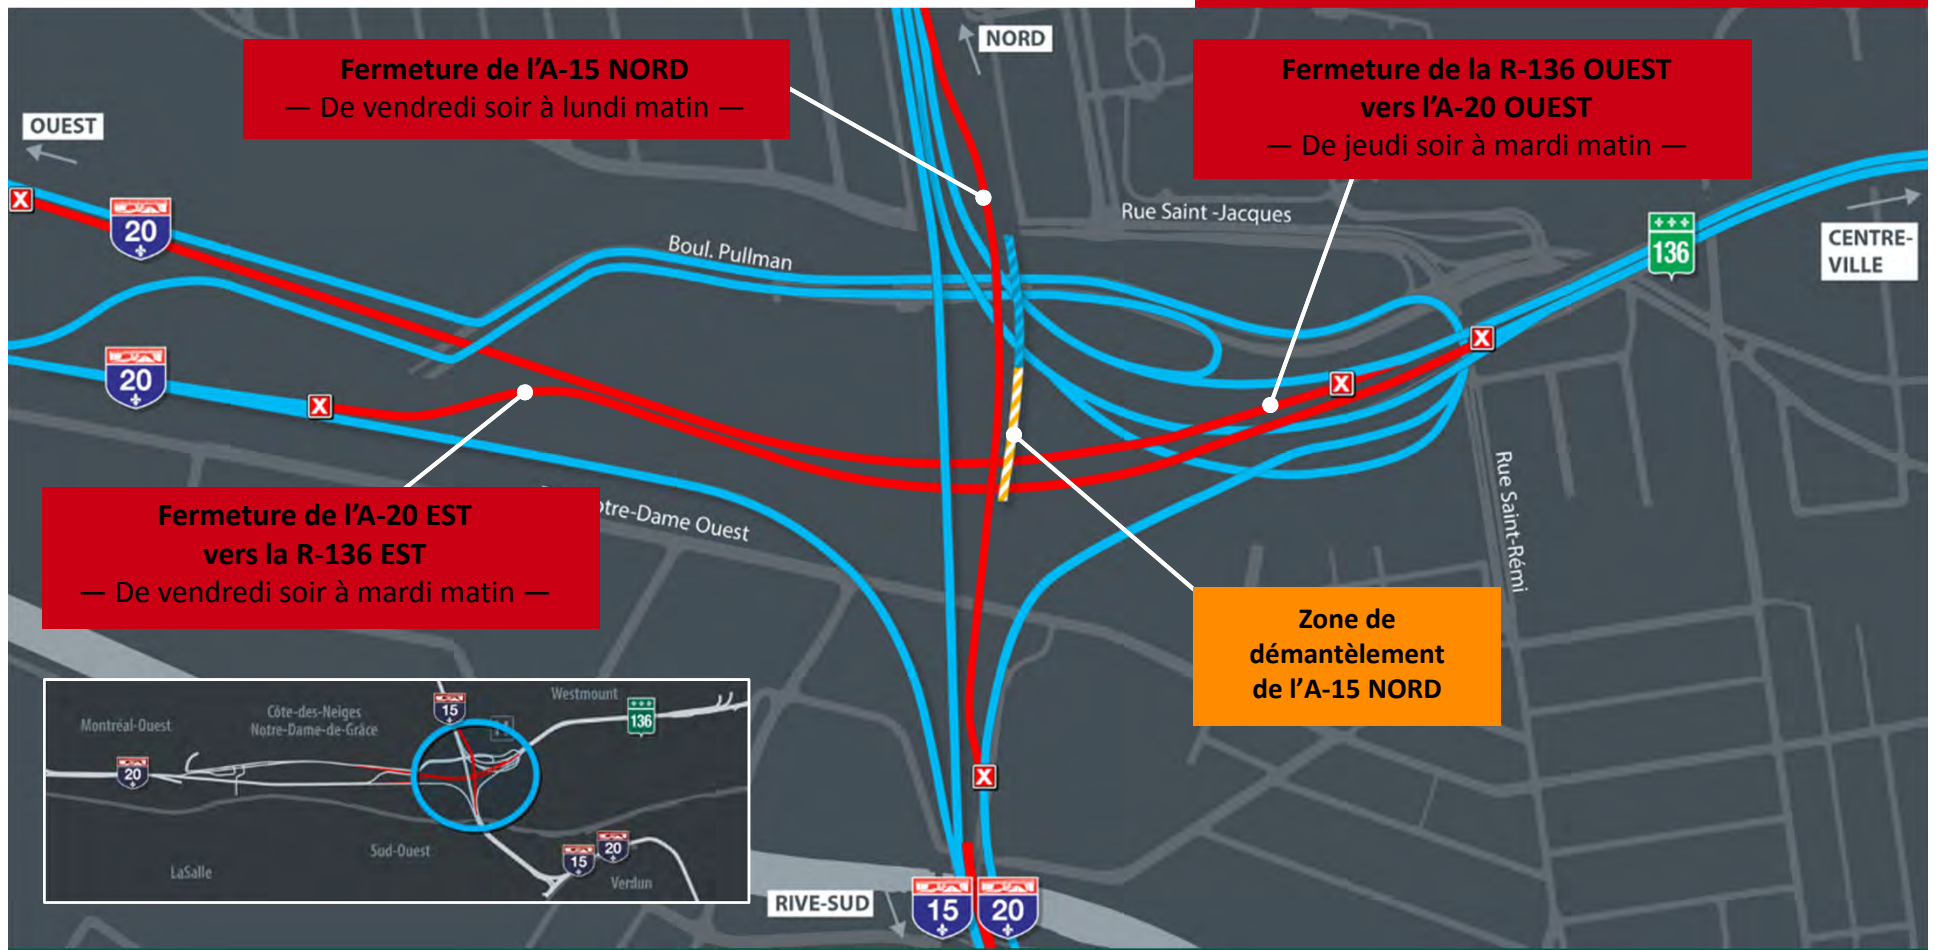 NORD
Fermeture de l'A-15 NORD
— De vendredi soir à lundi matin —
Fermeture de la R-136 OUEST
vers l'A-20 OUEST
— De jeudi soir à mardi matin —
OUEST
20
Boul. Pullman
Rue Saint -Jacques
136
CENTRE-
VILLE
X
X
X
X
20
Fermeture de l'A-20 EST
vers la R-136 EST
— De vendredi soir à mardi matin —
tre-Dame Ouest
Rue Saint-Rémi
Zone de
démantèlement
de l'A-15 NORD
X
Montréal-Ouest
Côte-des-Neiges
Notre-Dame-de-Grâce
Westmount
15
136
20
Sud-Ouest
LaSalle
15
20
Verdun
RIVE-SUD
15
20